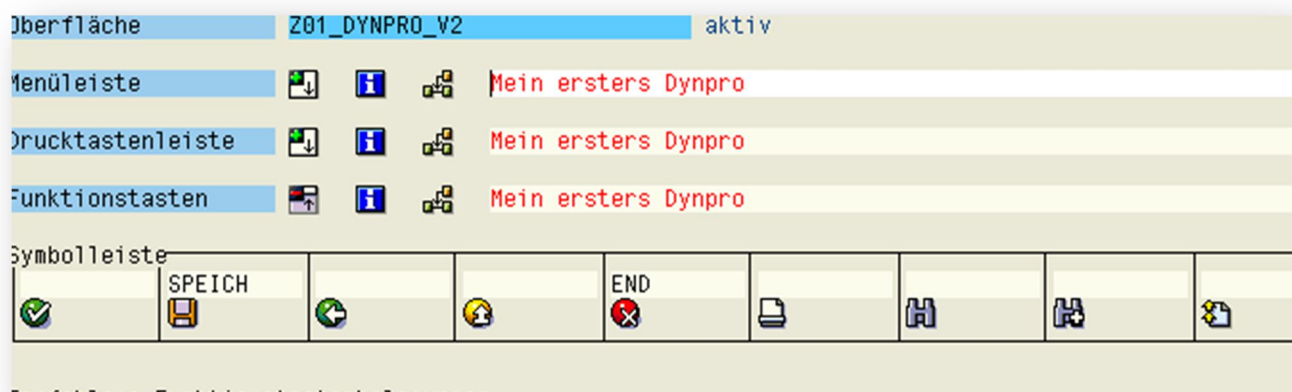 Oberfläche Z01_DYNPRO_V2 aktiv
Menüleiste Mein ersters Dynpro
Drucktastenleiste Mein ersters Dynpro
Funktionstasten Mein ersters Dynpro
Symbolleiste
SPEICH END